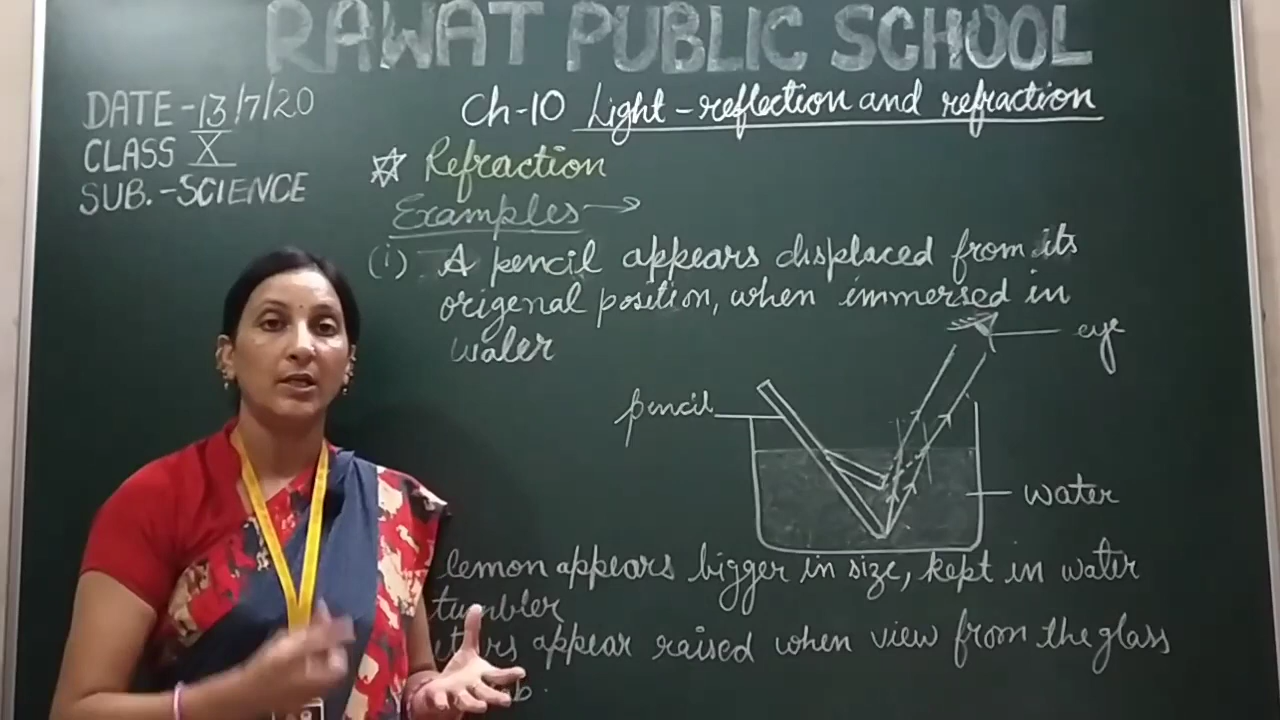 RAWAT PUBLIC SCHOOL
DATE - 13/7/20
CLASS X
SUB. - SCIENCE
Ch-10 Light - reflection and refraction
Refraction
Examples →
(i) A pencil appears displaced from its
origenal position, when immersed in
water
eye
pencil
water
lemon appears bigger in size, kept in water
tumbler
appear raised when view from the glass